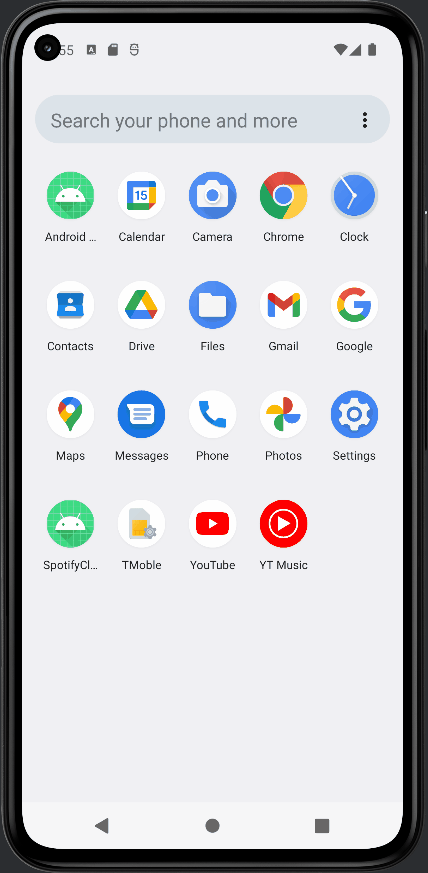 55
Search your phone and more
Android ...
Calendar
Camera
Chrome
Clock
15
Contacts
Drive
Files
Gmail
Google
Maps
Messages
Phone
Photos
Settings
SpotifyCl...
TMoble
YouTube
YT Music